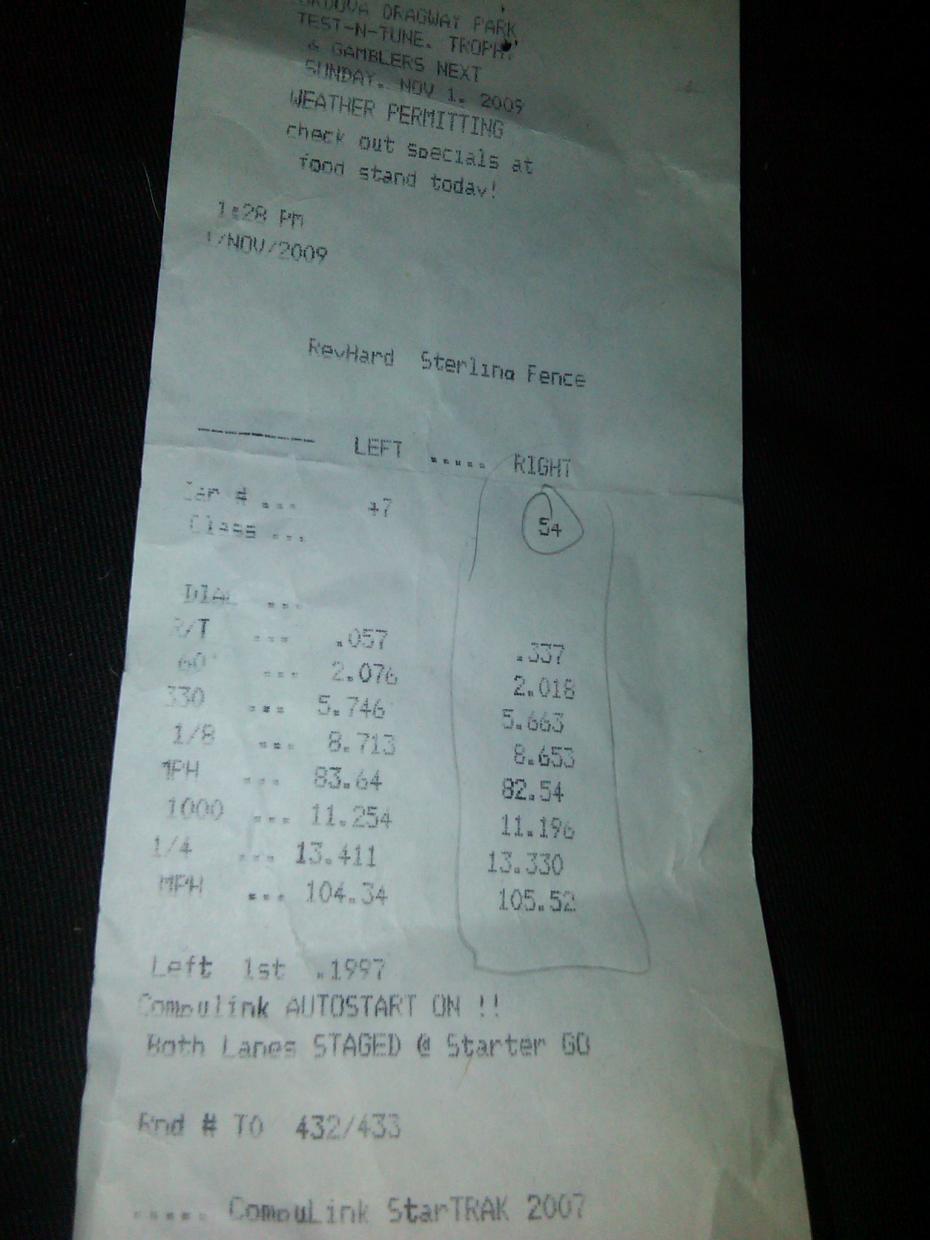 DRAGWAY PARK
TEST-N-TUNE. TROPHY
& GAMBLERS NEXT
SUNDAY. NOV 1. 2009
WEATHER PERMITTING
check out specials at
food stand today!
1:28 PM
1/NOV/2009
RevHard Sterling Fence
--------- LEFT ..... RIGHT
Car # ... 47 54
Class ...
DIAL ...
R/T ... .057 .337
60' ... 2.076 2.018
330 ... 5.746 5.663
1/8 ... 8.713 8.653
MPH ... 83.64 82.54
1000 ... 11.254 11.196
1/4 ... 13.411 13.330
MPH ... 104.34 105.52
Left 1st .1997
Compulink AUTOSTART ON !!
Both Lanes STAGED @ Starter GO
Rnd # TO 432/433
..... CompuLink StarTRAK 2007